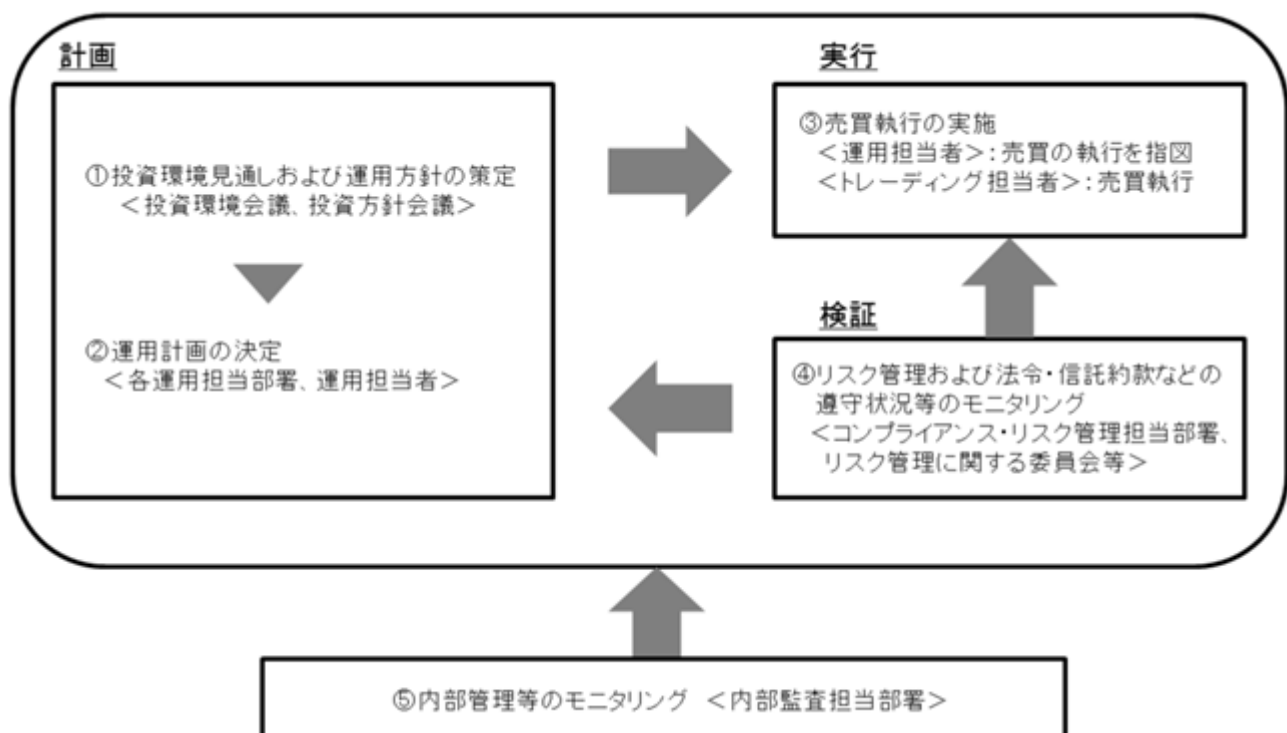 計画
①投資環境見通しおよび運用方針の策定
＜投資環境会議、投資方針会議＞
②運用計画の決定
＜各運用担当部署、運用担当者＞
実行
③売買執行の実施
＜運用担当者＞：売買の執行を指図
＜トレーディング担当者＞：売買執行
検証
④リスク管理および法令・信託約款などの
遵守状況等のモニタリング
＜コンプライアンス・リスク管理担当部署、
リスク管理に関する委員会等＞
⑤内部管理等のモニタリング ＜内部監査担当部署＞